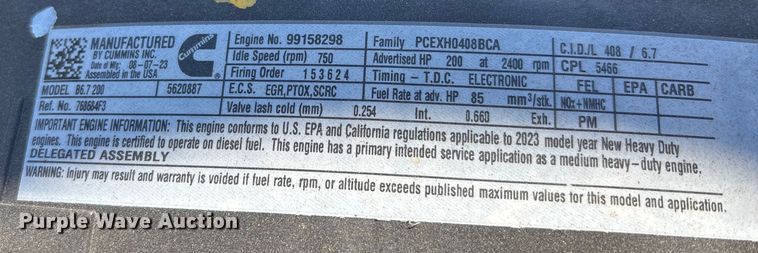 MANUFACTURED
BY CUMMINS INC.
Date of Mfg: 08-07-23
Assembled in the USA
Cummins
Engine No. 99158298
Family PCEXH0408BCA
C.I.D./L 408 / 6.7
Idle Speed (rpm) 750
Advertised HP 200 at 2400 rpm
CPL 5466
Firing Order 153624
Timing - T.D.C. ELECTRONIC
FEL EPA CARB
MODEL B6.7 200 5620887
E.C.S. EGR,PTOX,SCRC
Fuel Rate at adv. HP 85 mm³/stk.
NOx+NMHC
Ref. No. 768684F3
Valve lash cold (mm) 0.254 Int. 0.660 Exh.
PM
IMPORTANT ENGINE INFORMATION: This engine conforms to U.S. EPA and California regulations applicable to 2023 model year New Heavy Duty
engines. This engine is certified to operate on diesel fuel. This engine has a primary intended service application as a medium heavy-duty engine.
DELEGATED ASSEMBLY
WARNING: Injury may result and warranty is voided if fuel rate, rpm, or altitude exceeds published maximum values for this model and application.
Purple Wave Auction